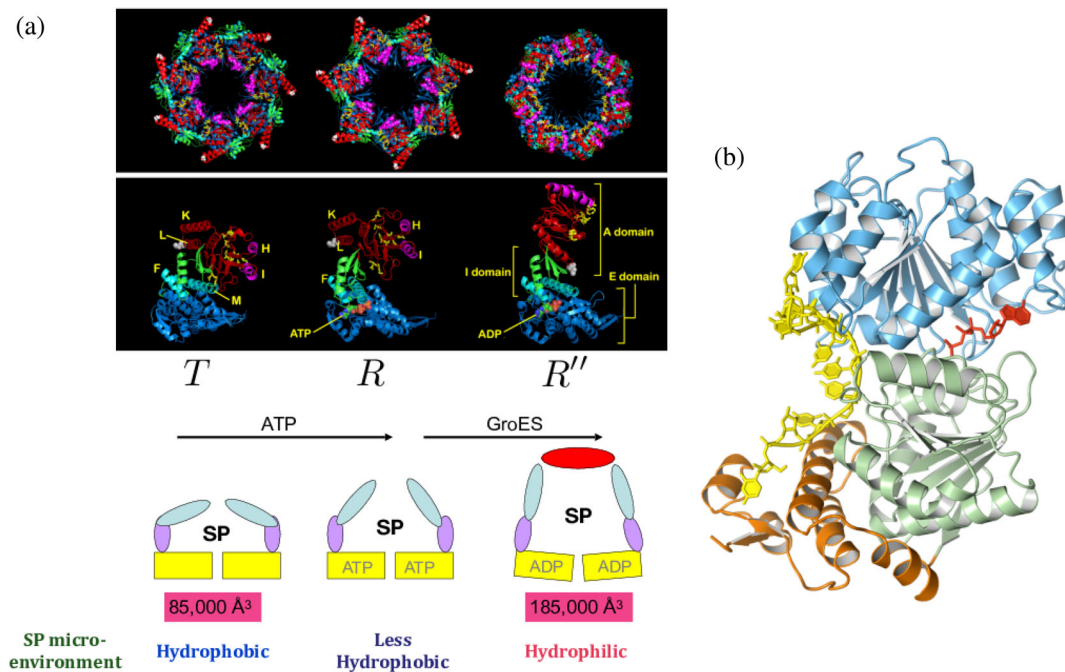 (a)
(b)
K
L
F
H
I
M
K
L
F
H
I
ATP
A domain
I domain
E domain
ADP
T
R
R″
ATP
GroES
SP
SP
SP
ATP
ATP
ADP
ADP
85,000 Å³
185,000 Å³
SP micro-
environment
Hydrophobic
Less
Hydrophobic
Hydrophilic